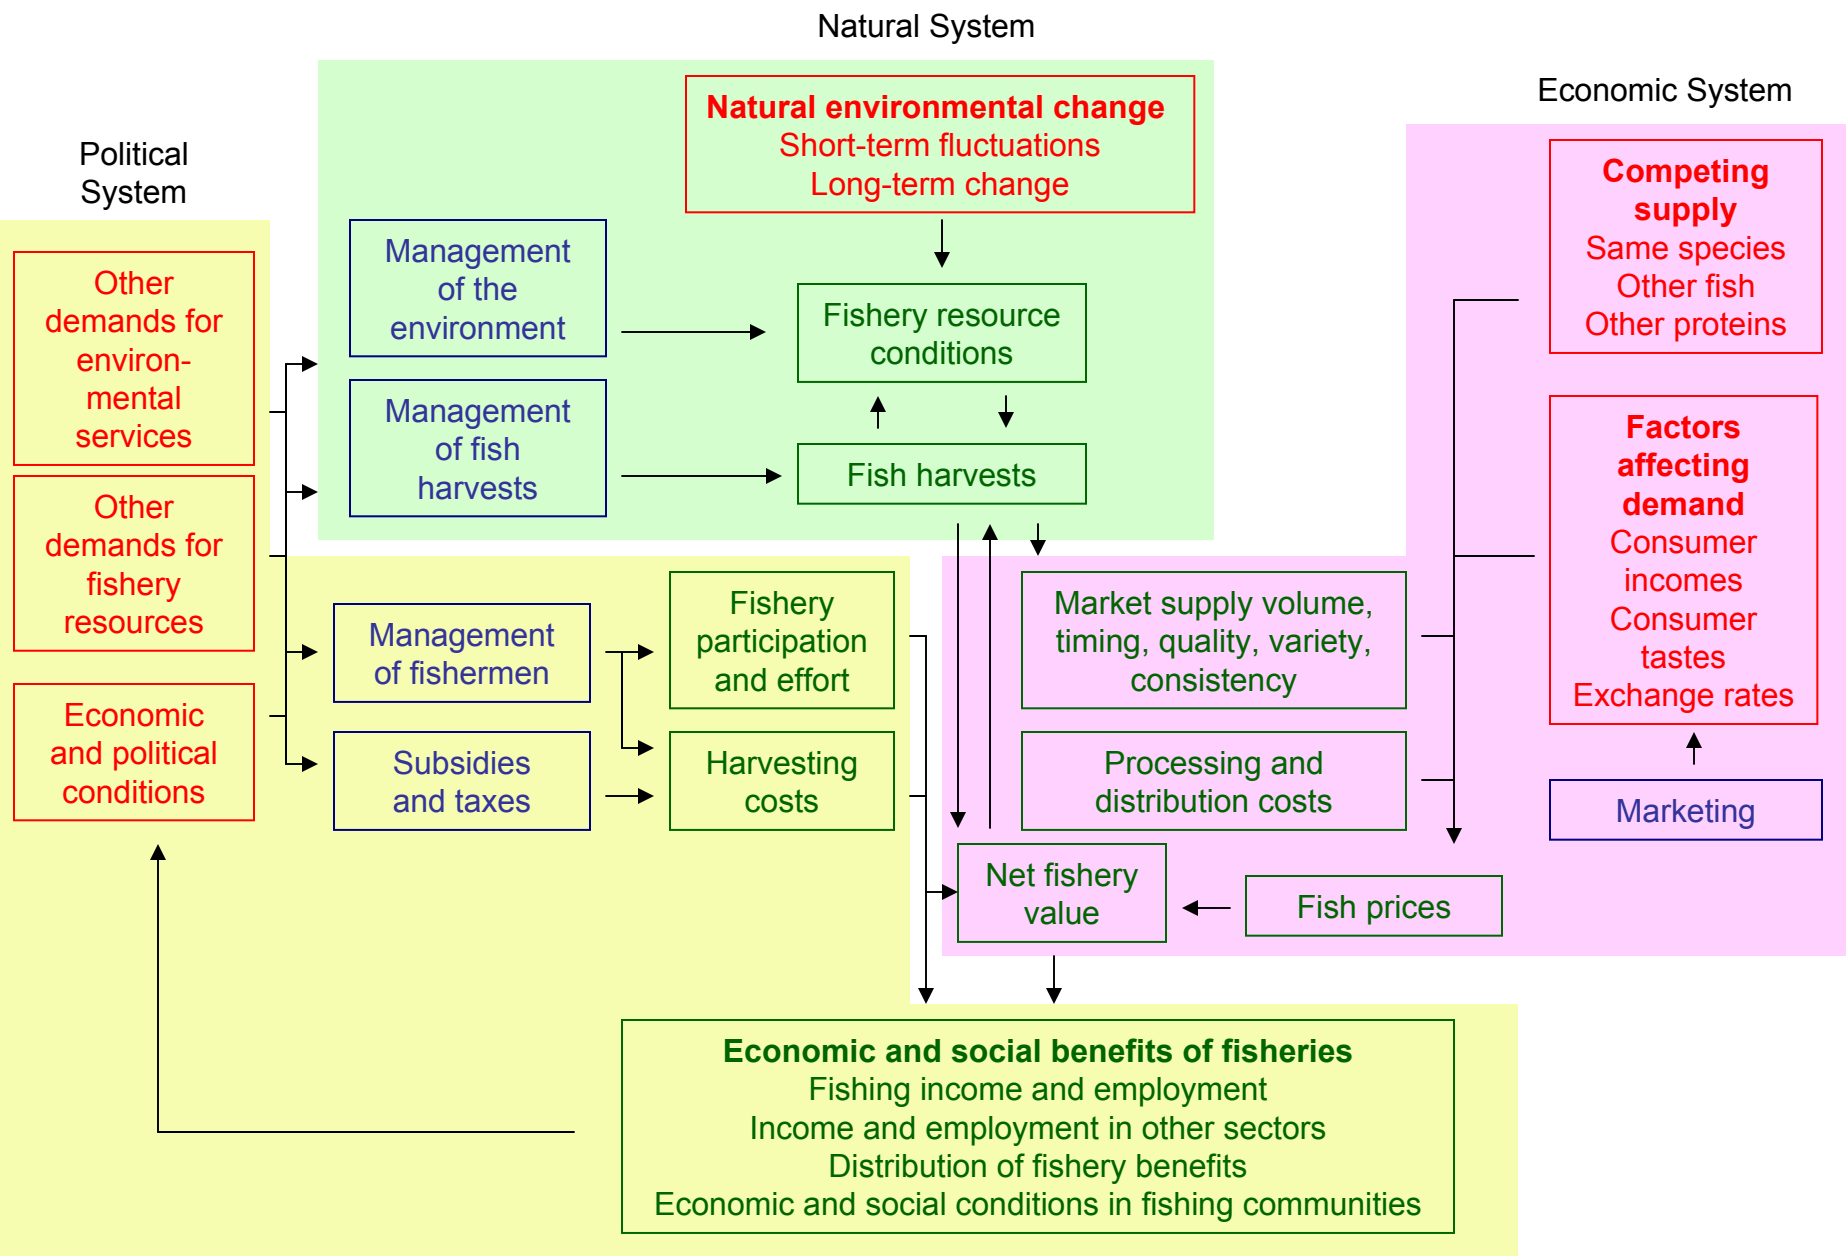 Natural System
Economic System
Political
System
Natural environmental change
Short-term fluctuations
Long-term change
Competing
supply
Same species
Other fish
Other proteins
Other
demands for
environ-
mental
services
Management
of the
environment
Fishery resource
conditions
Management
of fish
harvests
Fish harvests
Factors
affecting
demand
Consumer
incomes
Consumer
tastes
Exchange rates
Other
demands for
fishery
resources
Management
of fishermen
Fishery
participation
and effort
Market supply volume,
timing, quality, variety,
consistency
Economic
and political
conditions
Subsidies
and taxes
Harvesting
costs
Processing and
distribution costs
Marketing
Net fishery
value
Fish prices
Economic and social benefits of fisheries
Fishing income and employment
Income and employment in other sectors
Distribution of fishery benefits
Economic and social conditions in fishing communities